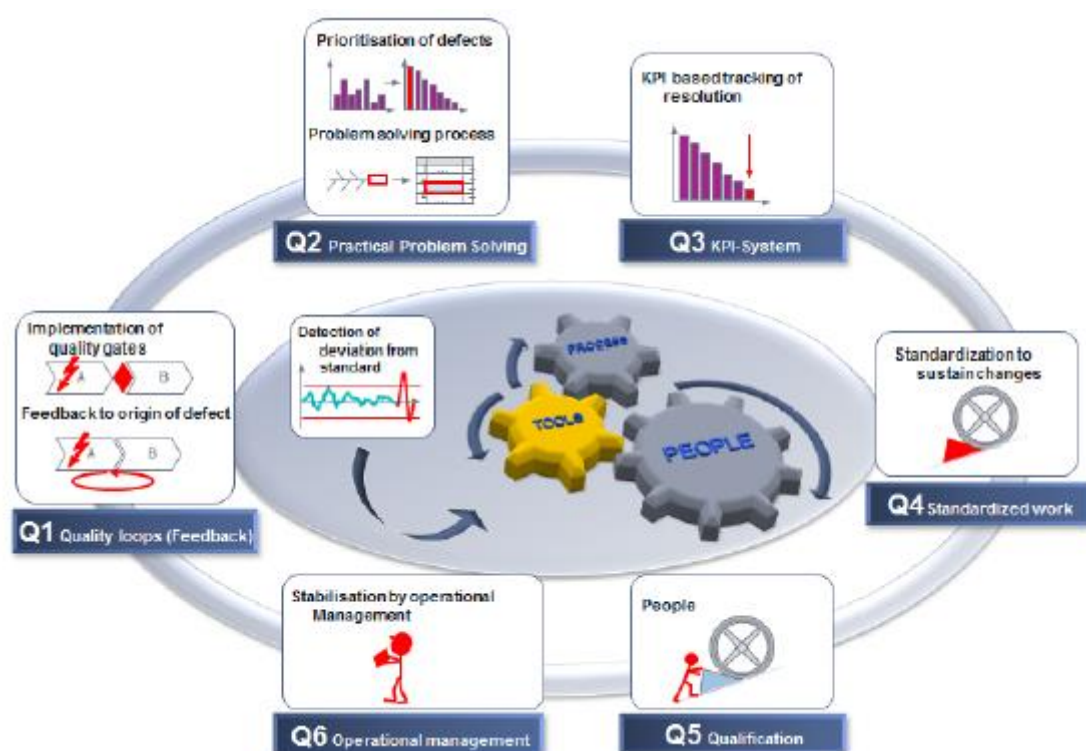 Prioritisation of defects
Problem solving process
Q2 Practical Problem Solving
KPI based tracking of
resolution
Q3 KPI-System
Implementation of
quality gates
A
B
Feedback to origin of defect
A
B
Q1 Quality loops (Feedback)
Detection of
deviation from
standard
PROCESS
TOOLS
PEOPLE
Standardization to
sustain changes
Q4 Standardized work
Stabilisation by operational
Management
Q6 Operational management
People
Q5 Qualification